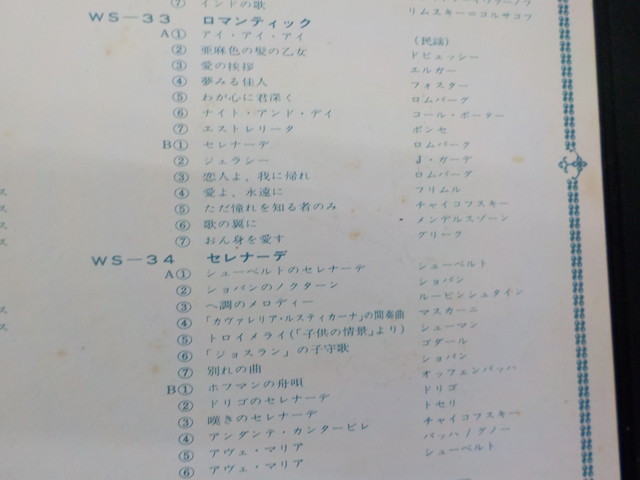 ⑦ インドの歌 リムスキー=コルサコフ
WS—33 ロマンティック
A① アイ・アイ・アイ (民謡)
② 亜麻色の髪の乙女 ドビュッシー
③ 愛の挨拶 エルガー
④ 夢みる佳人 フォスター
⑤ わが心に君深く ロムバーグ
⑥ ナイト・アンド・デイ コール・ポーター
⑦ エストレリータ ポンセ
B① セレナーデ ロムバーク
② ジェラシー J・ガーデ
③ 恋人よ、我に帰れ ロムバーグ
④ 愛よ、永遠に フリムル
⑤ ただ憧れを知る者のみ チャイコフスキー
⑥ 歌の翼に メンデルスゾーン
⑦ おん身を愛す グリーク
WS—34 セレナーデ
A① シューベルトのセレナーデ シューベルト
② ショパンのノクターン ショパン
③ ヘ調のメロディー ルービンシュタイン
④ 「カヴァレリア・ルスティカーナ」の間奏曲 マスカーニ
⑤ トロイメライ(「子供の情景」より) シューマン
⑥ 「ジョスラン」の子守歌 ゴダール
⑦ 別れの曲 ショパン
B① ホフマンの舟唄 オッフェンバッハ
② ドリゴのセレナーデ ドリゴ
③ 嘆きのセレナーデ トセリ
④ アンダンテ・カンタービレ チャイコフスキー
⑤ アヴェ・マリア バッハ/グノー
⑥ アヴェ・マリア シューベルト